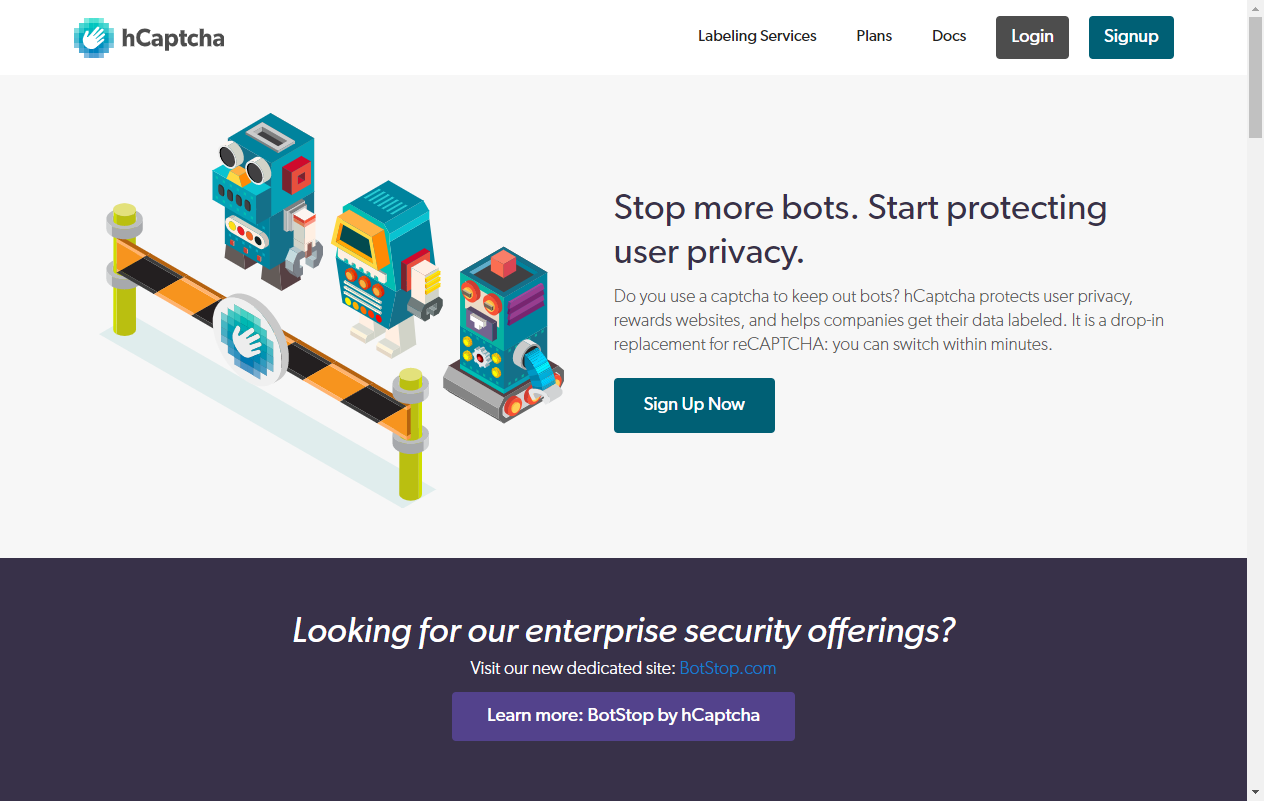 hCaptcha
Labeling Services
Plans
Docs
Login
Signup
Stop more bots. Start protecting
user privacy.
Do you use a captcha to keep out bots? hCaptcha protects user privacy,
rewards websites, and helps companies get their data labeled. It is a drop-in
replacement for reCAPTCHA: you can switch within minutes.
Sign Up Now
Looking for our enterprise security offerings?
Visit our new dedicated site: BotStop.com
Learn more: BotStop by hCaptcha